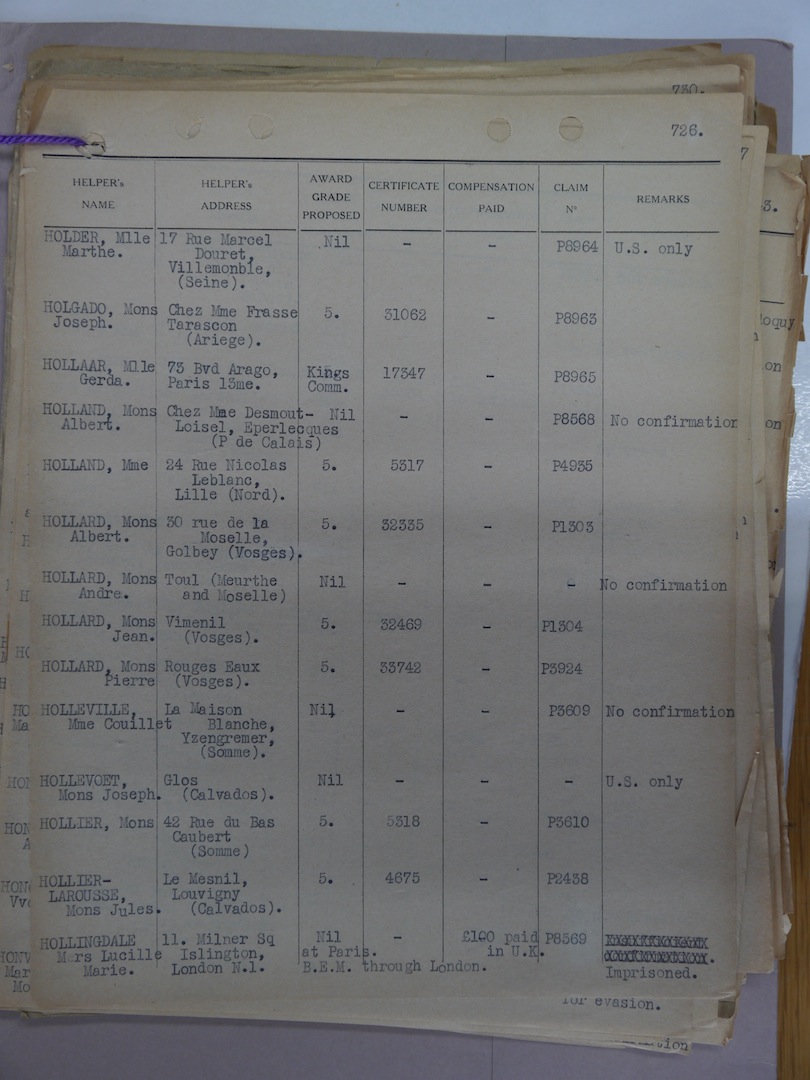 730.
726.
HELPER's NAME HELPER's ADDRESS AWARD GRADE PROPOSED CERTIFICATE NUMBER COMPENSATION PAID CLAIM Nº REMARKS
HOLDER, Mlle 17 Rue Marcel Nil - - P8964 U.S. only
Marthe. Douret,
Villemonble,
(Seine).
HOLGADO, Mons Chez Mme Frasse 5. 31062 - P8963
Joseph. Tarascon
(Ariege).
HOLLAAR, Mlle 73 Bvd Arago, Kings 17347 - P8965
Gerda. Paris 13me. Comm.
HOLLAND, Mons Chez Mme Desmout- Nil - - P8568 No confirmation
Albert. Loisel, Eperlecques
(P de Calais)
HOLLAND, Mme 24 Rue Nicolas 5. 5317 - P4935
Leblanc,
Lille (Nord).
HOLLARD, Mons 30 rue de la 5. 32335 - P1303
Albert. Moselle,
Golbey (Vosges).
HOLLARD, Mons Toul (Meurthe Nil - - - No confirmation
Andre. and Moselle)
HOLLARD, Mons Vimenil 5. 32469 - P1304
Jean. (Vosges).
HOLLARD, Mons Rouges Eaux 5. 33742 - P3924
Pierre (Vosges).
HOLLEVILLE, La Maison Nil - - P3609 No confirmation
Mme Couillet Blanche,
Yzengremer,
(Somme).
HOLLEVOET, Glos Nil - - - U.S. only
Mons Joseph. (Calvados).
HOLLIER, Mons 42 Rue du Bas 5. 5318 - P3610
Caubert
(Somme)
HOLLIER- Le Mesnil, 5. 4675 - P2438
LAROUSSE, Louvigny
Mons Jules. (Calvados).
HOLLINGDALE 11. Milner Sq Nil - £100 paid P8569
Mers Lucille Islington, at Paris. in U.K.
Marie. London N.1. B.E.M. through London. Imprisoned.
for evasion.